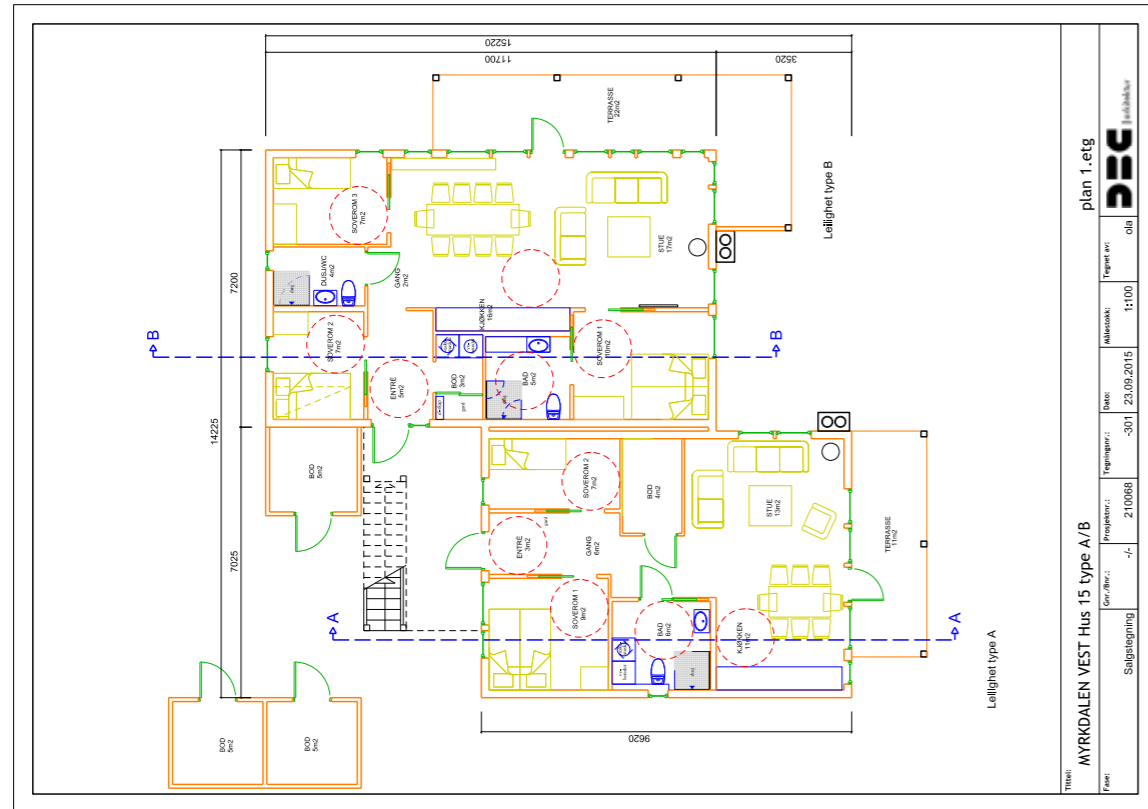 15220
11700
3520
7200
14225
7025
9620
TERRASSE
22m2
SOVEROM 3
7m2
DUSJ/WC
4m2
GANG
2m2
STUE
17m2
Leilighet type B
SOVEROM 2
7m2
KJØKKEN
16m2
SOVEROM 1
10m2
B
B
ENTRÈ
5m2
BOD
3m2
BAD
5m2
BOD
5m2
SOVEROM 2
7m2
BOD
4m2
STUE
13m2
TERRASSE
11m2
ENTRÈ
3m2
GANG
6m2
SOVEROM 1
9m2
BAD
6m2
KJØKKEN
11m2
A
A
Leilighet type A
BOD
5m2
BOD
5m2
Tittel:
MYRKDALEN VEST Hus 15 type A/B
plan 1.etg
Fase:
Salgstegning
Gnr./Bnr.:
-/-
Prosjektnr.:
210068
Tegningsnr.:
-301
Dato:
23.09.2015
Målestokk:
1:100
Tegnet av:
ola
arkitektur